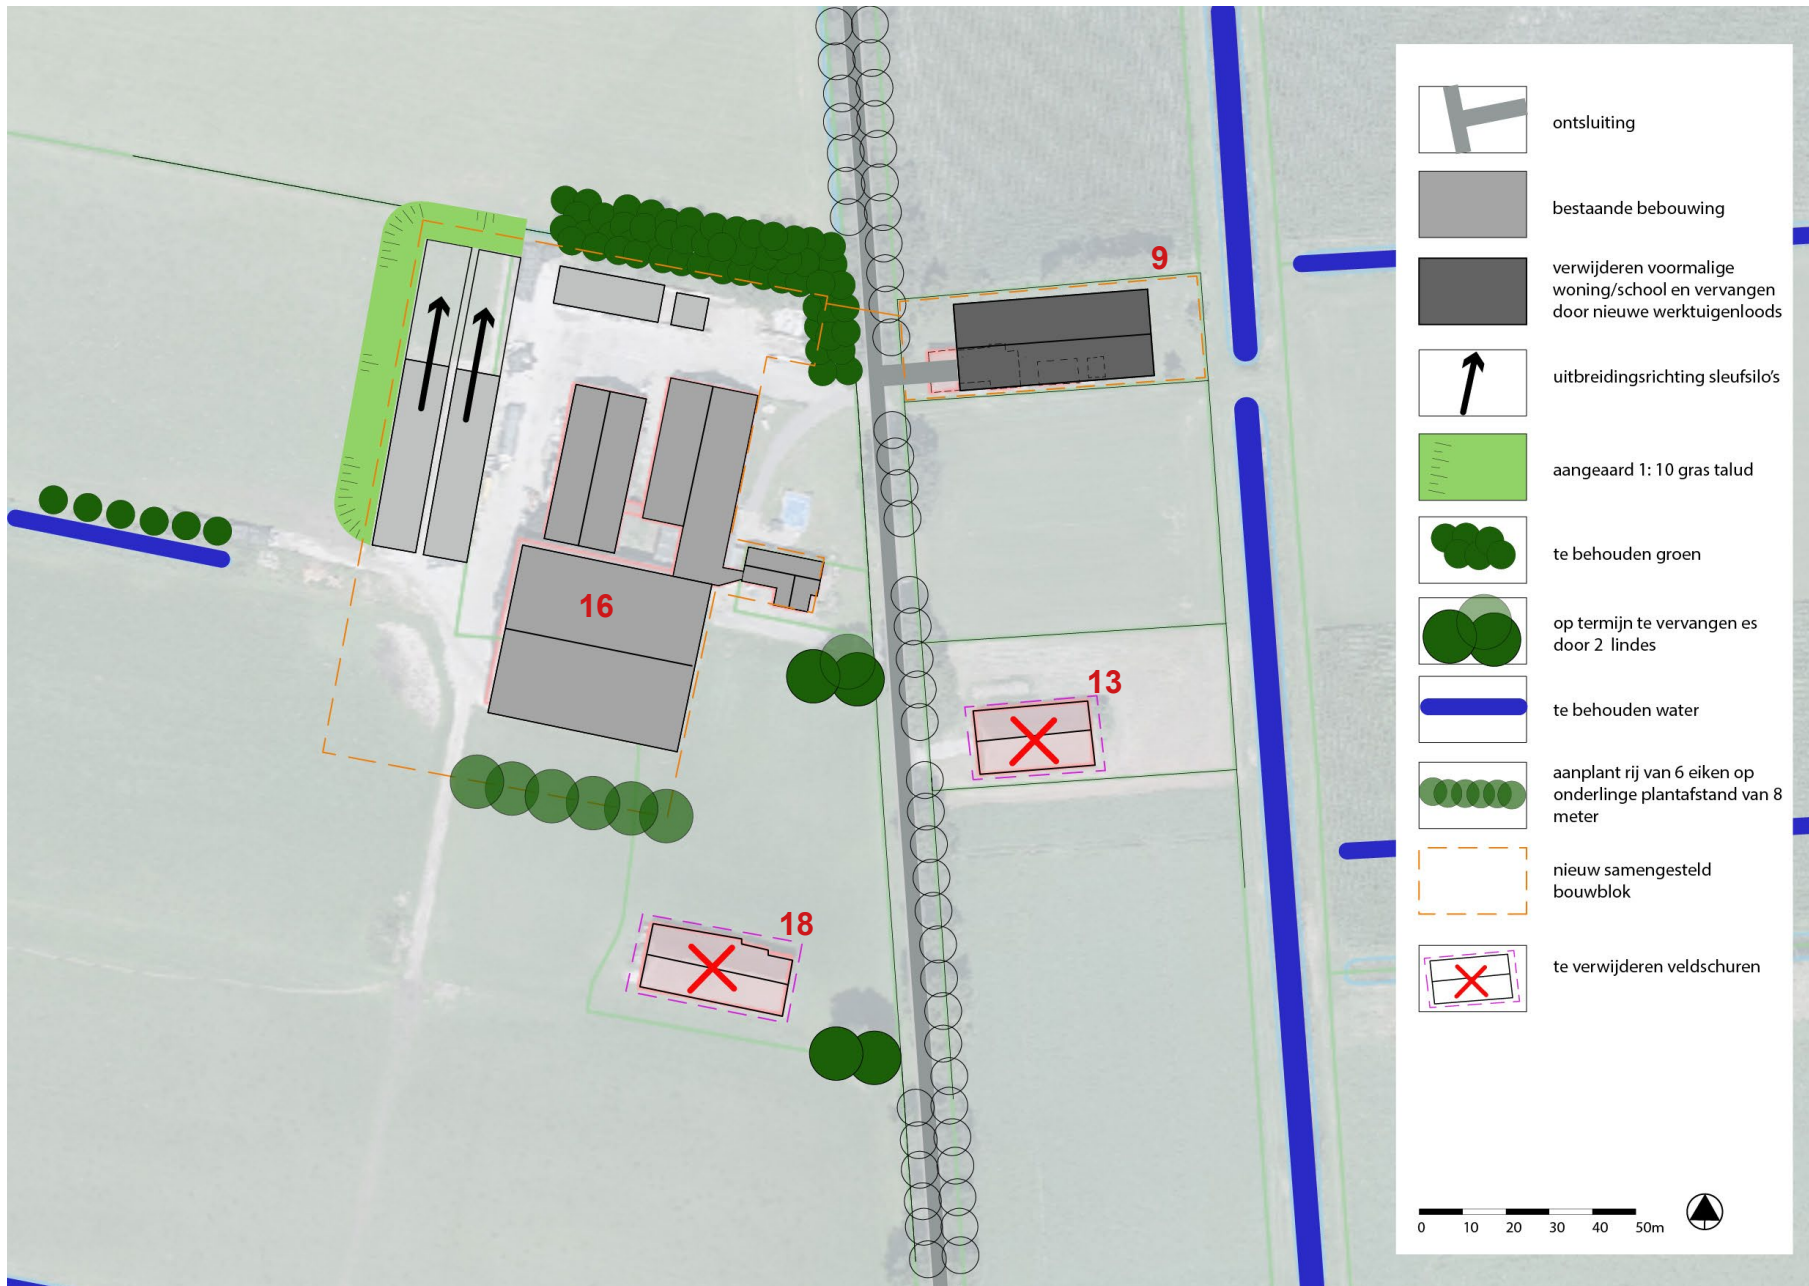 9
16
13
18
ontsluiting
bestaande bebouwing
verwijderen voormalige
woning/school en vervangen
door nieuwe werktuigenloods
uitbreidingsrichting sleufsilo's
aangeaard 1: 10 gras talud
te behouden groen
op termijn te vervangen es
door 2 lindes
te behouden water
aanplant rij van 6 eiken op
onderlinge plantafstand van 8
meter
nieuw samengesteld
bouwblok
te verwijderen veldschuren
0 10 20 30 40 50m